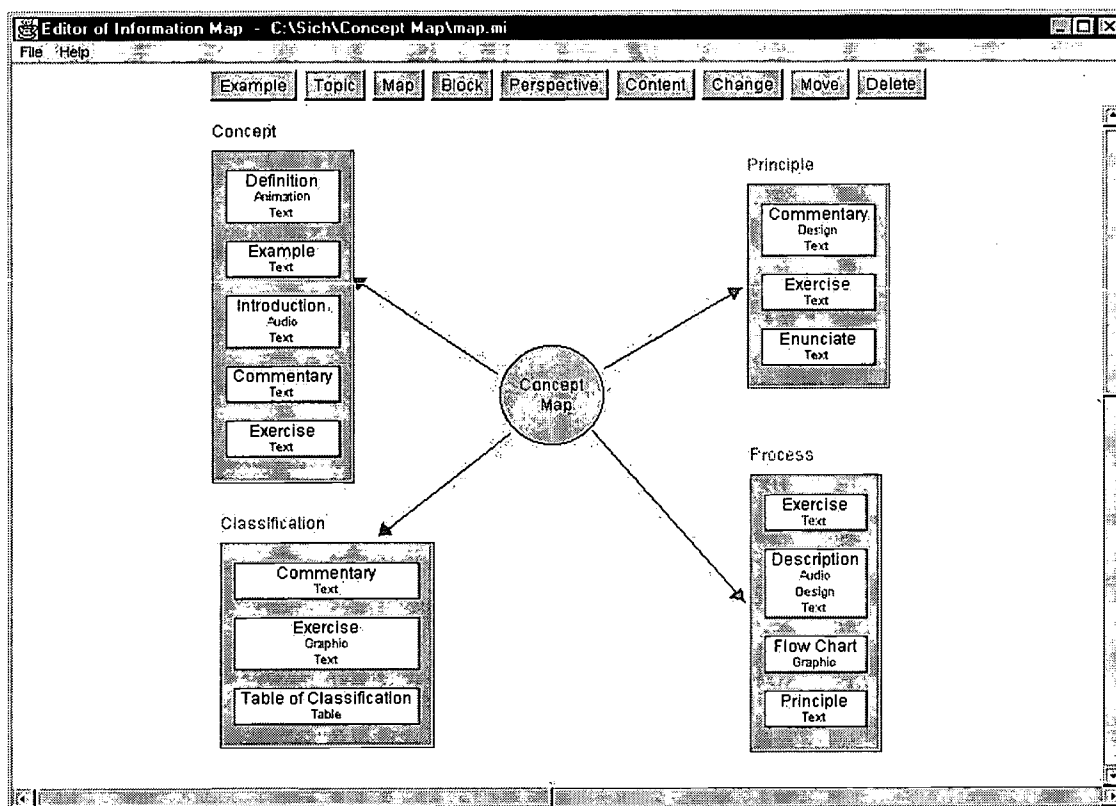 Editor of Information Map - C:\Sich\Concept Map\map.mi
File Help
Example Topic Map Block Perspective Content Change Move Delete
Concept
Definition
Animation
Text
Example
Text
Introduction
Audio
Text
Commentary
Text
Exercise
Text
Principle
Commentary
Design
Text
Exercise
Text
Enunciate
Text
Concept
Map
Classification
Commentary
Text
Exercise
Graphic
Text
Table of Classification
Table
Process
Exercise
Text
Description
Audio
Design
Text
Flow Chart
Graphic
Principle
Text